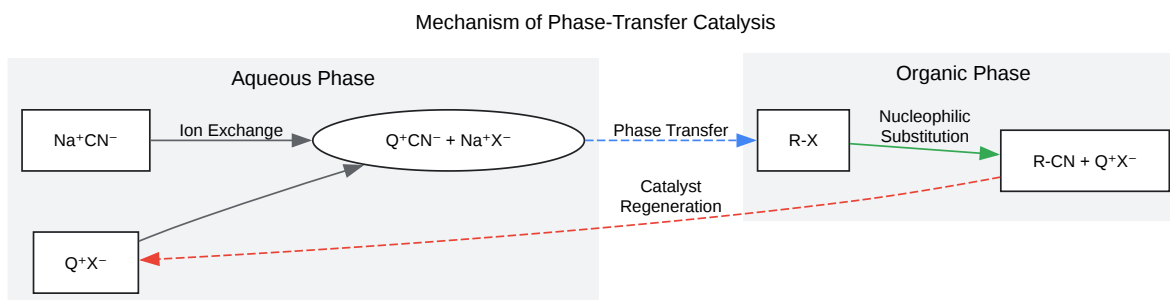 Mechanism of Phase-Transfer Catalysis
Aqueous Phase
Organic Phase
Na⁺CN⁻
Ion Exchange
Q⁺CN⁻ + Na⁺X⁻
Phase Transfer
R-X
Nucleophilic
Substitution
R-CN + Q⁺X⁻
Catalyst
Regeneration
Q⁺X⁻